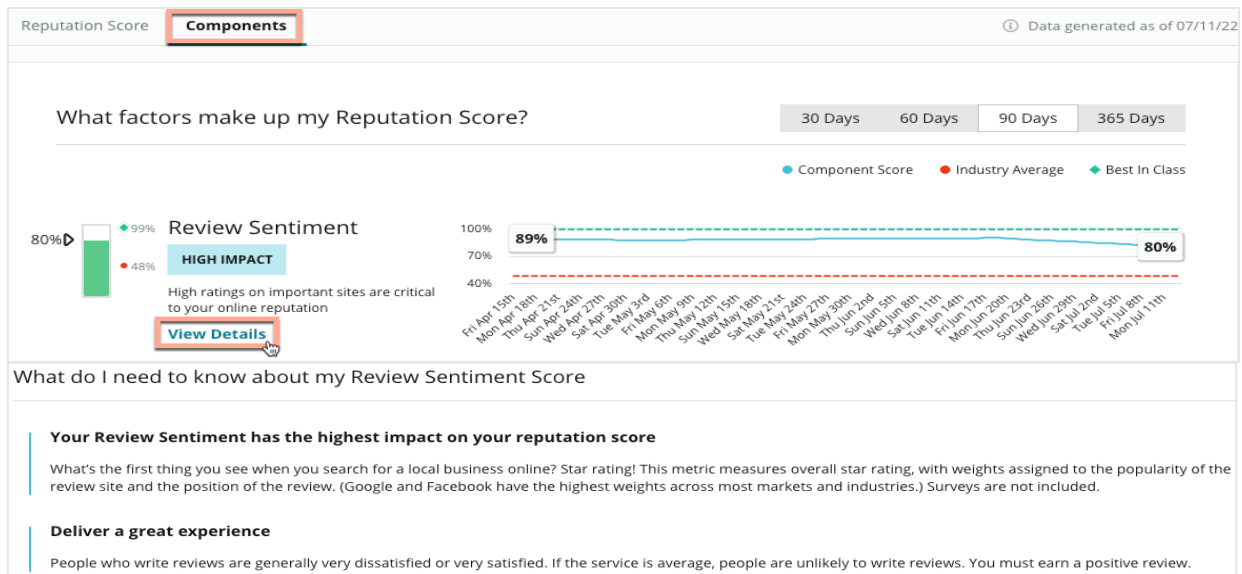 Reputation Score Components Data generated as of 07/11/22
What factors make up my Reputation Score?
30 Days 60 Days 90 Days 365 Days
Component Score Industry Average Best In Class
80%
99%
48%
Review Sentiment
HIGH IMPACT
High ratings on important sites are critical
to your online reputation
View Details
100%
70%
40%
89%
80%
Fri Apr 15th
Mon Apr 18th
Thu Apr 21st
Sun Apr 24th
Wed Apr 27th
Sat Apr 30th
Tue May 3rd
Fri May 6th
Mon May 9th
Thu May 12th
Sun May 15th
Wed May 18th
Sat May 21st
Tue May 24th
Fri May 27th
Mon May 30th
Thu Jun 2nd
Sun Jun 5th
Wed Jun 8th
Sat Jun 11th
Tue Jun 14th
Fri Jun 17th
Mon Jun 20th
Thu Jun 23rd
Sun Jun 26th
Wed Jun 29th
Sat Jul 2nd
Tue Jul 5th
Fri Jul 8th
Mon Jul 11th
What do I need to know about my Review Sentiment Score
Your Review Sentiment has the highest impact on your reputation score
What's the first thing you see when you search for a local business online? Star rating! This metric measures overall star rating, with weights assigned to the popularity of the
review site and the position of the review. (Google and Facebook have the highest weights across most markets and industries.) Surveys are not included.
Deliver a great experience
People who write reviews are generally very dissatisfied or very satisfied. If the service is average, people are unlikely to write reviews. You must earn a positive review.